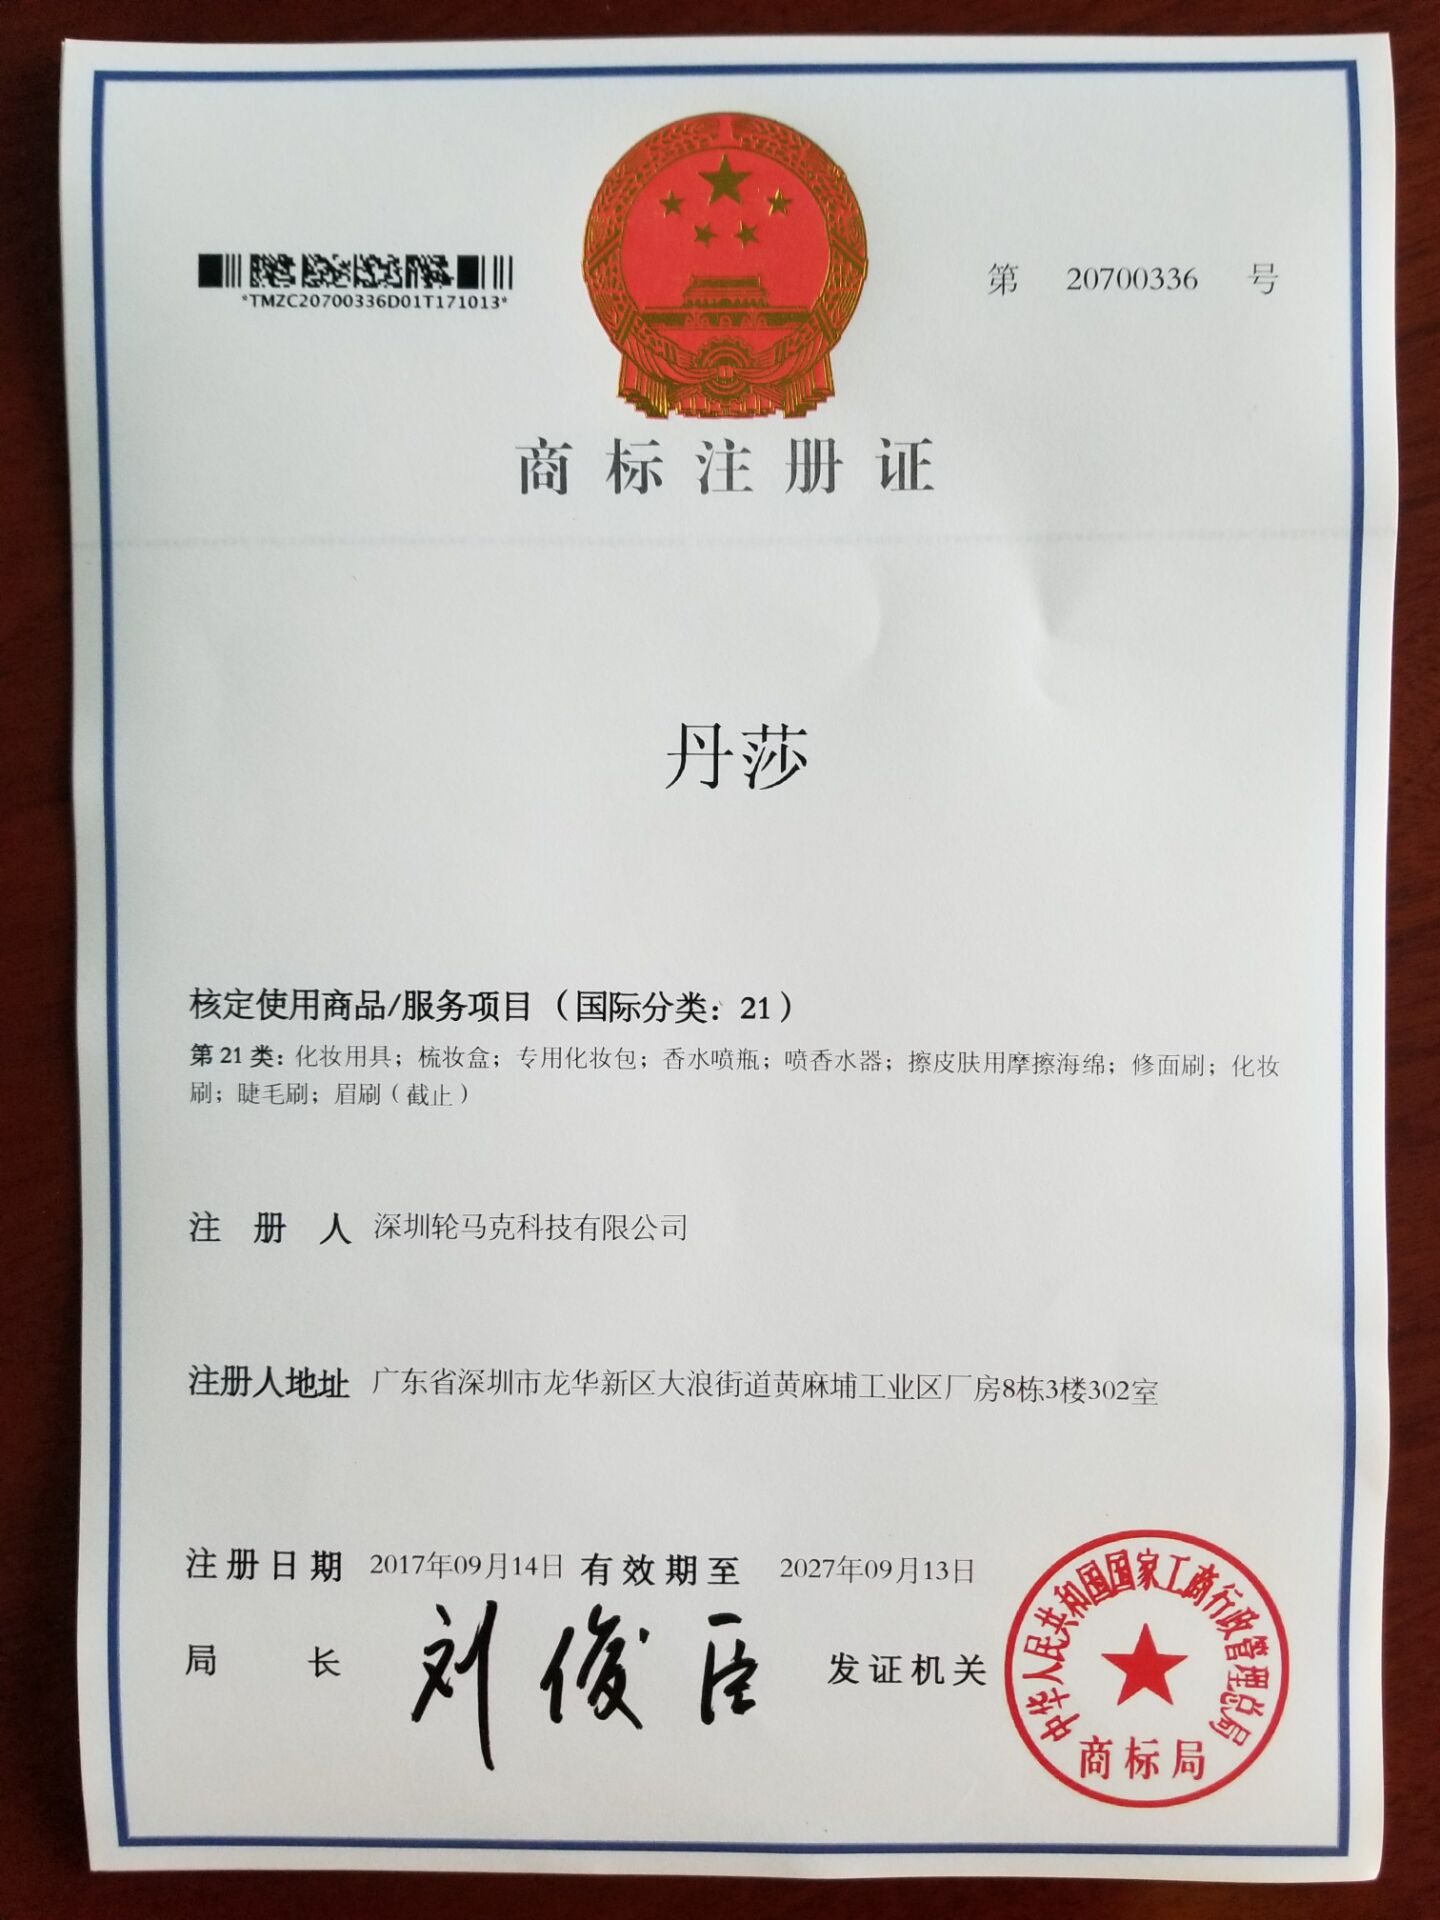 *TMZC20700336D01T171013*
第 20700336 号
商标注册证
丹莎
核定使用商品/服务项目（国际分类：21）
第 21 类：化妆用具；梳妆盒；专用化妆包；香水喷瓶；喷香水器；擦皮肤用摩擦海绵；修面刷；化妆
刷；睫毛刷；眉刷（截止）
注册人 深圳轮马克科技有限公司
注册人地址 广东省深圳市龙华新区大浪街道黄麻埔工业区厂房8栋3楼302室
注册日期 2017年09月14日 有效期至 2027年09月13日
局长 刘俊臣 发证机关
中华人民共和国国家工商行政管理总局
商标局